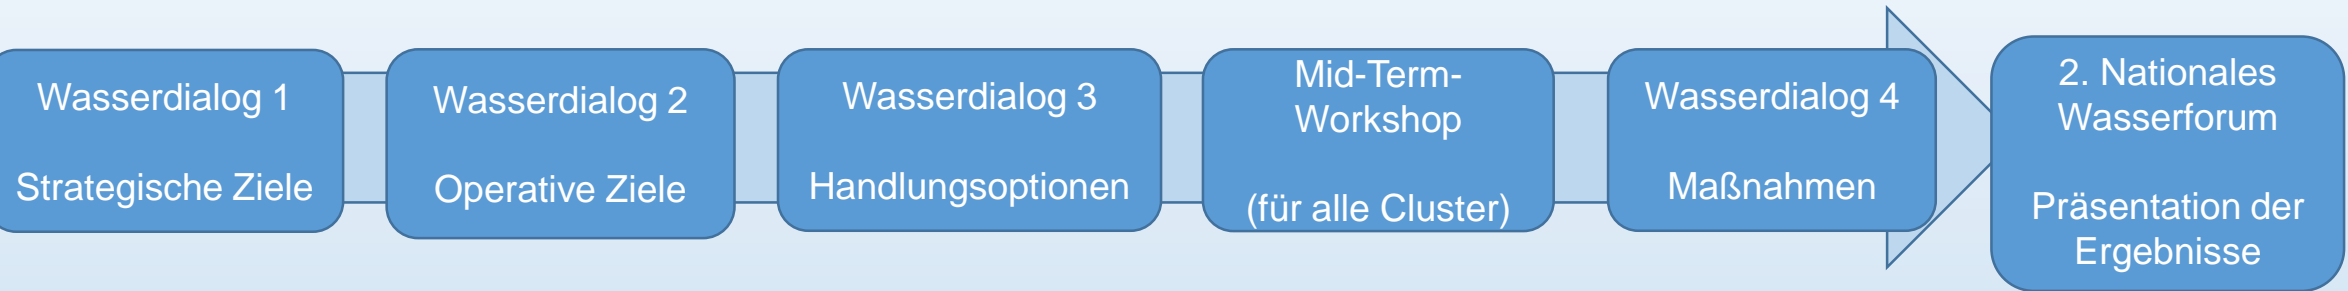 Wasserdialog 1
Strategische Ziele
Wasserdialog 2
Operative Ziele
Wasserdialog 3
Handlungsoptionen
Mid-Term-
Workshop
(für alle Cluster)
Wasserdialog 4
Maßnahmen
2. Nationales
Wasserforum
Präsentation der
Ergebnisse